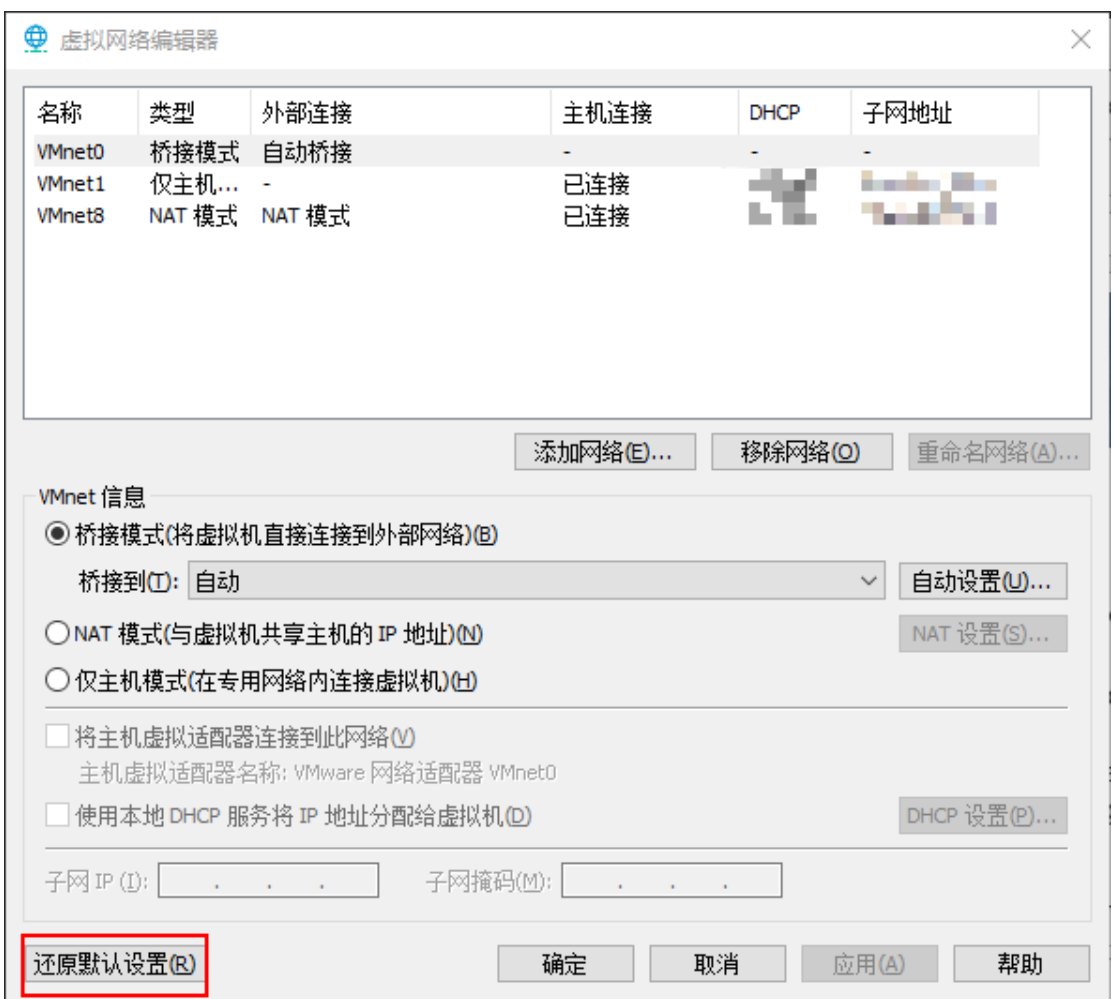 虚拟网络编辑器
名称 类型 外部连接 主机连接 DHCP 子网地址
VMnet0 桥接模式 自动桥接 - - -
VMnet1 仅主机... - 已连接
VMnet8 NAT 模式 NAT 模式 已连接
添加网络(E)... 移除网络(O) 重命名网络(A)...
VMnet 信息
桥接模式(将虚拟机直接连接到外部网络)(B)
桥接到(T): 自动 自动设置(U)...
NAT 模式(与虚拟机共享主机的 IP 地址)(N) NAT 设置(S)...
仅主机模式(在专用网络内连接虚拟机)(H)
将主机虚拟适配器连接到此网络(V)
主机虚拟适配器名称: VMware 网络适配器 VMnet0
使用本地 DHCP 服务将 IP 地址分配给虚拟机(D) DHCP 设置(P)...
子网 IP (I): . . . 子网掩码(M): . . .
还原默认设置(R) 确定 取消 应用(A) 帮助